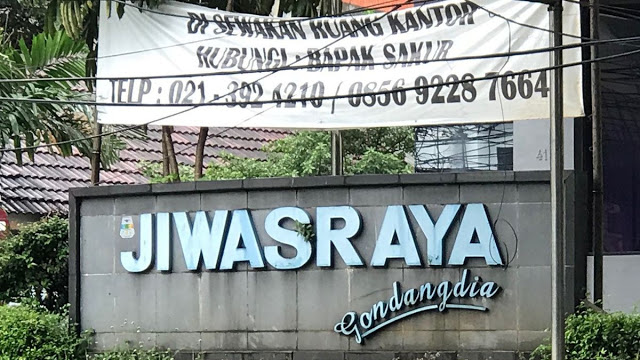 DI SEWAKAN RUANG KANTOR
HUBUNGI : BAPAK SAKUR
TELP : 021 - 392 4210 / 0856 9228 7664
41
JIWASRAYA
Gondangdia